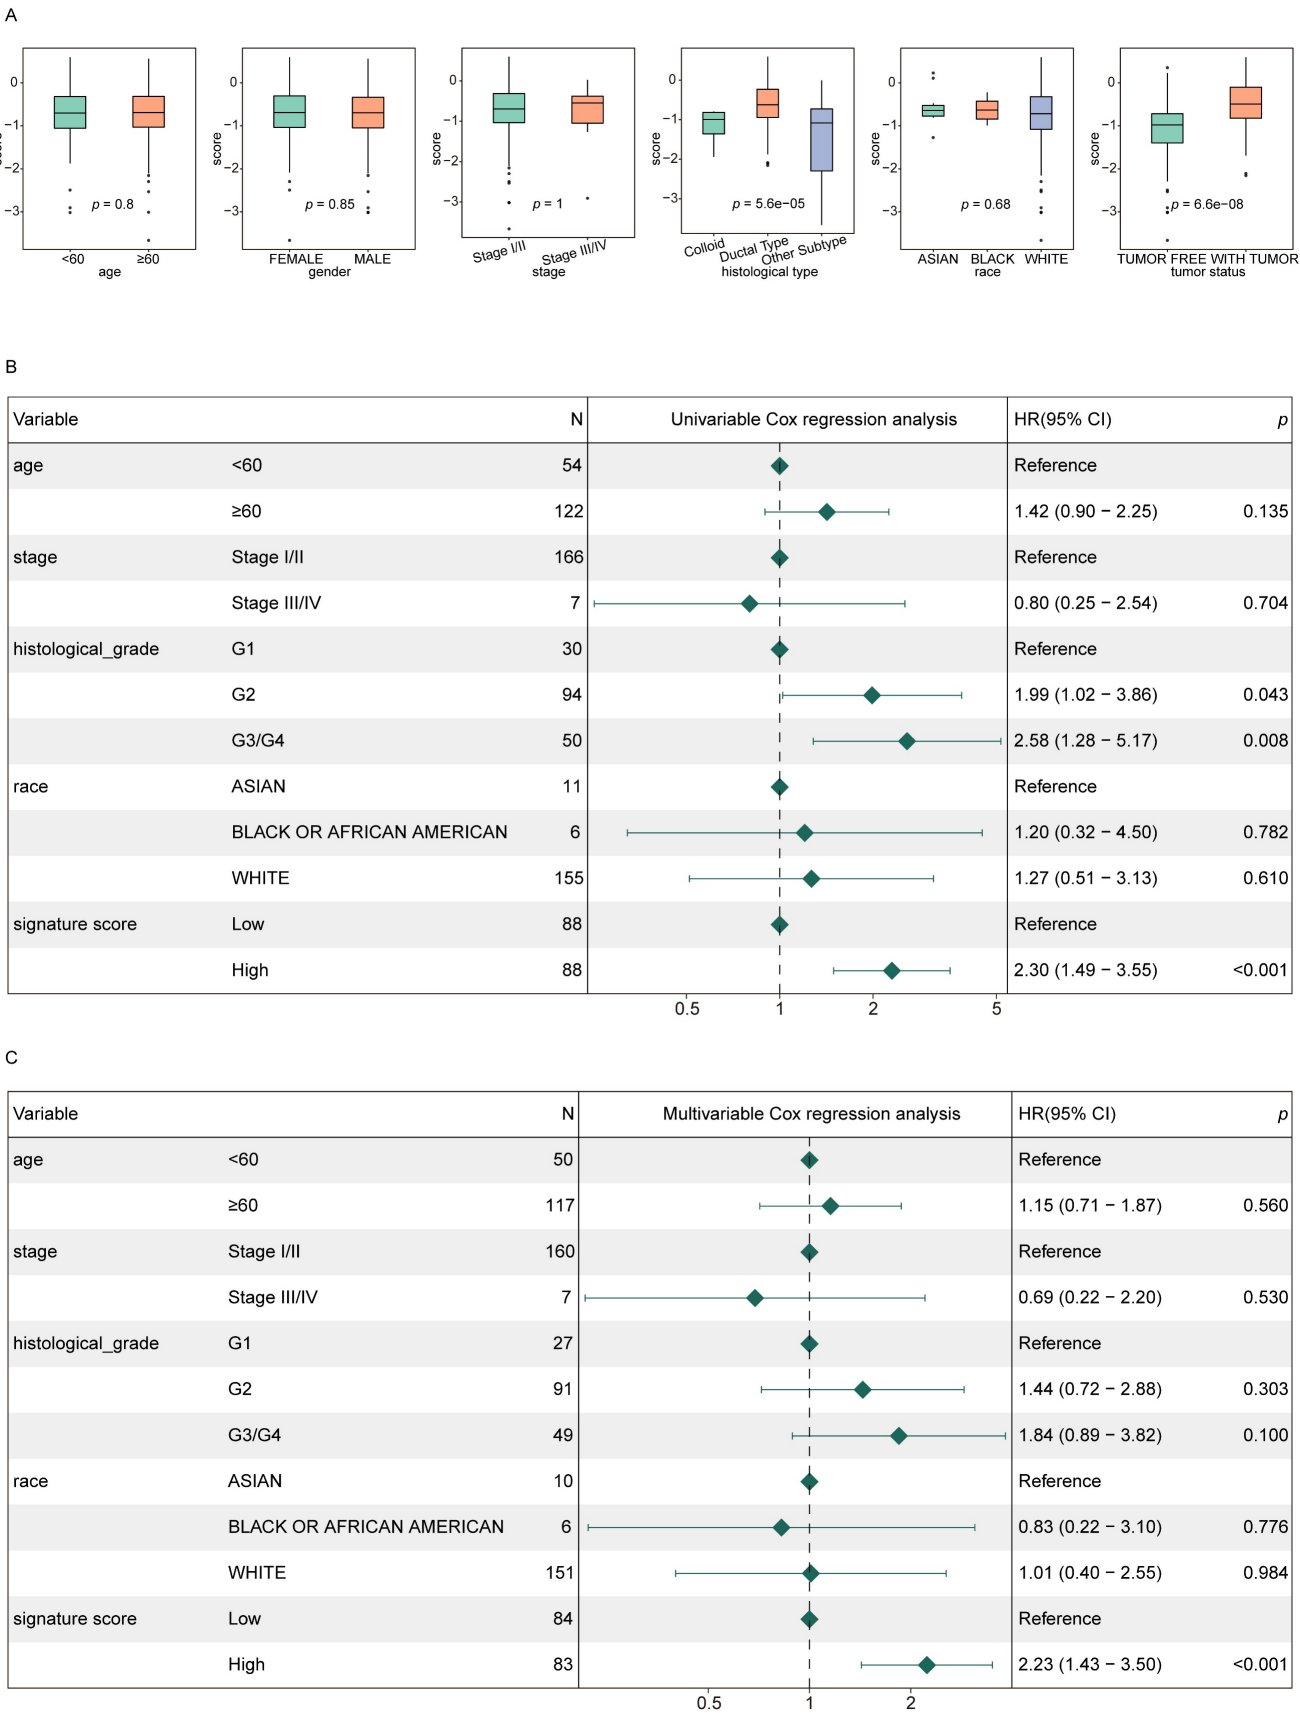 A
0
−1
−2
−3
score
p = 0.8
<60 ≥60
age
0
−1
−2
−3
score
p = 0.85
FEMALE MALE
gender
0
−1
−2
−3
score
p = 1
Stage I/II Stage III/IV
stage
0
−1
−2
−3
score
p = 5.6e−05
Colloid Ductal Type Other Subtype
histological type
0
−1
−2
−3
score
p = 0.68
ASIAN BLACK WHITE
race
0
−1
−2
−3
score
p = 6.6e−08
TUMOR FREE WITH TUMOR
tumor status
B
Variable N Univariable Cox regression analysis HR(95% CI) p
age <60 54 Reference
≥60 122 1.42 (0.90 − 2.25) 0.135
stage Stage I/II 166 Reference
Stage III/IV 7 0.80 (0.25 − 2.54) 0.704
histological_grade G1 30 Reference
G2 94 1.99 (1.02 − 3.86) 0.043
G3/G4 50 2.58 (1.28 − 5.17) 0.008
race ASIAN 11 Reference
BLACK OR AFRICAN AMERICAN 6 1.20 (0.32 − 4.50) 0.782
WHITE 155 1.27 (0.51 − 3.13) 0.610
signature score Low 88 Reference
High 88 2.30 (1.49 − 3.55) <0.001
0.5 1 2 5
C
Variable N Multivariable Cox regression analysis HR(95% CI) p
age <60 50 Reference
≥60 117 1.15 (0.71 − 1.87) 0.560
stage Stage I/II 160 Reference
Stage III/IV 7 0.69 (0.22 − 2.20) 0.530
histological_grade G1 27 Reference
G2 91 1.44 (0.72 − 2.88) 0.303
G3/G4 49 1.84 (0.89 − 3.82) 0.100
race ASIAN 10 Reference
BLACK OR AFRICAN AMERICAN 6 0.83 (0.22 − 3.10) 0.776
WHITE 151 1.01 (0.40 − 2.55) 0.984
signature score Low 84 Reference
High 83 2.23 (1.43 − 3.50) <0.001
0.5 1 2